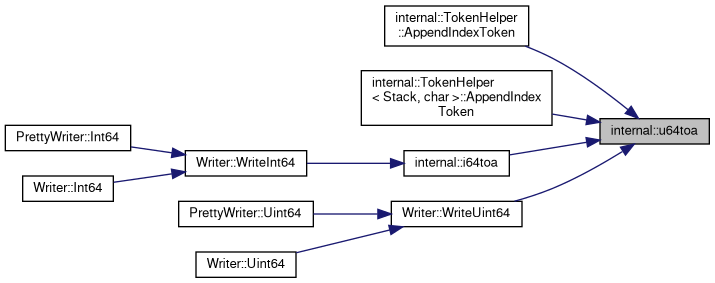 internal::TokenHelper
::AppendIndexToken
internal::TokenHelper
< Stack, char >::AppendIndex
Token
internal::u64toa
PrettyWriter::Int64
Writer::WriteInt64
internal::i64toa
Writer::Int64
PrettyWriter::Uint64
Writer::WriteUint64
Writer::Uint64